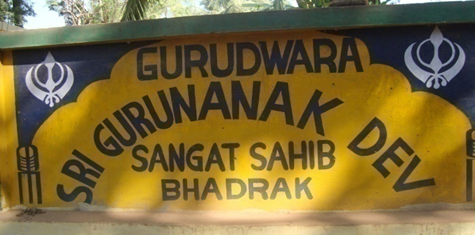 GURUDWARA
SRI GURUNANAK DEV
SANGAT SAHIB
BHADRAK